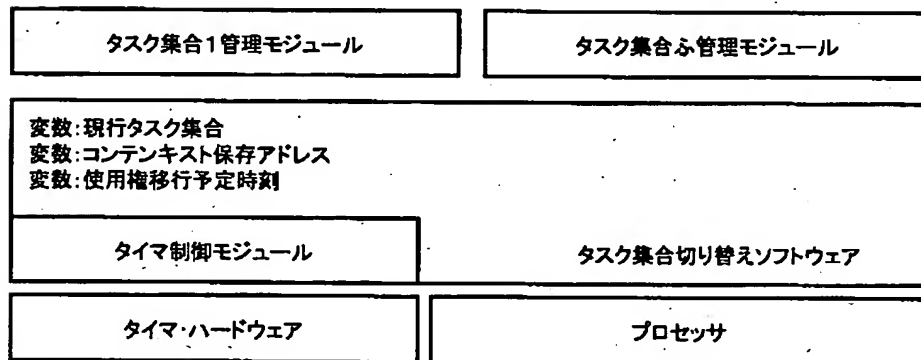 タスク集合1管理モジュール
タスク集合ふ管理モジュール
変数:現行タスク集合
変数:コンテンキスト保存アドレス
変数:使用権移行予定時刻
タイマ制御モジュール
タスク集合切り替えソフトウェア
タイマ・ハードウェア
プロセッサ